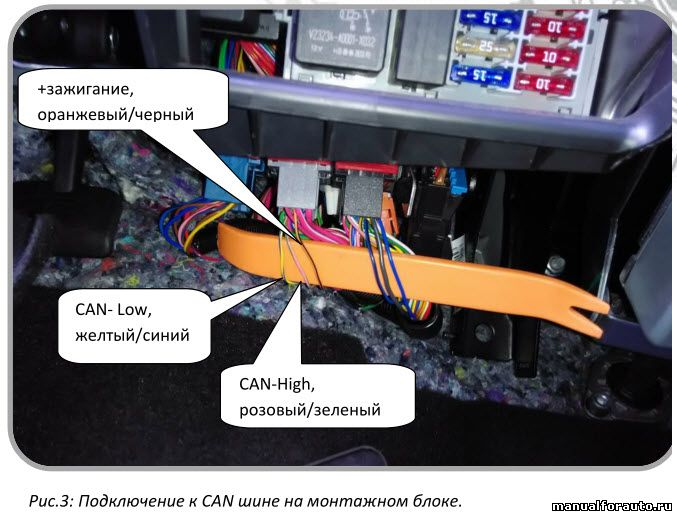 V23234-A0001-X032
15
10
25
10
15
10
+зажигание,
оранжевый/черный
CAN- Low,
желтый/синий
CAN-High,
розовый/зеленый
Рис.3: Подключение к CAN шине на монтажном блоке.
manualforauto.ru